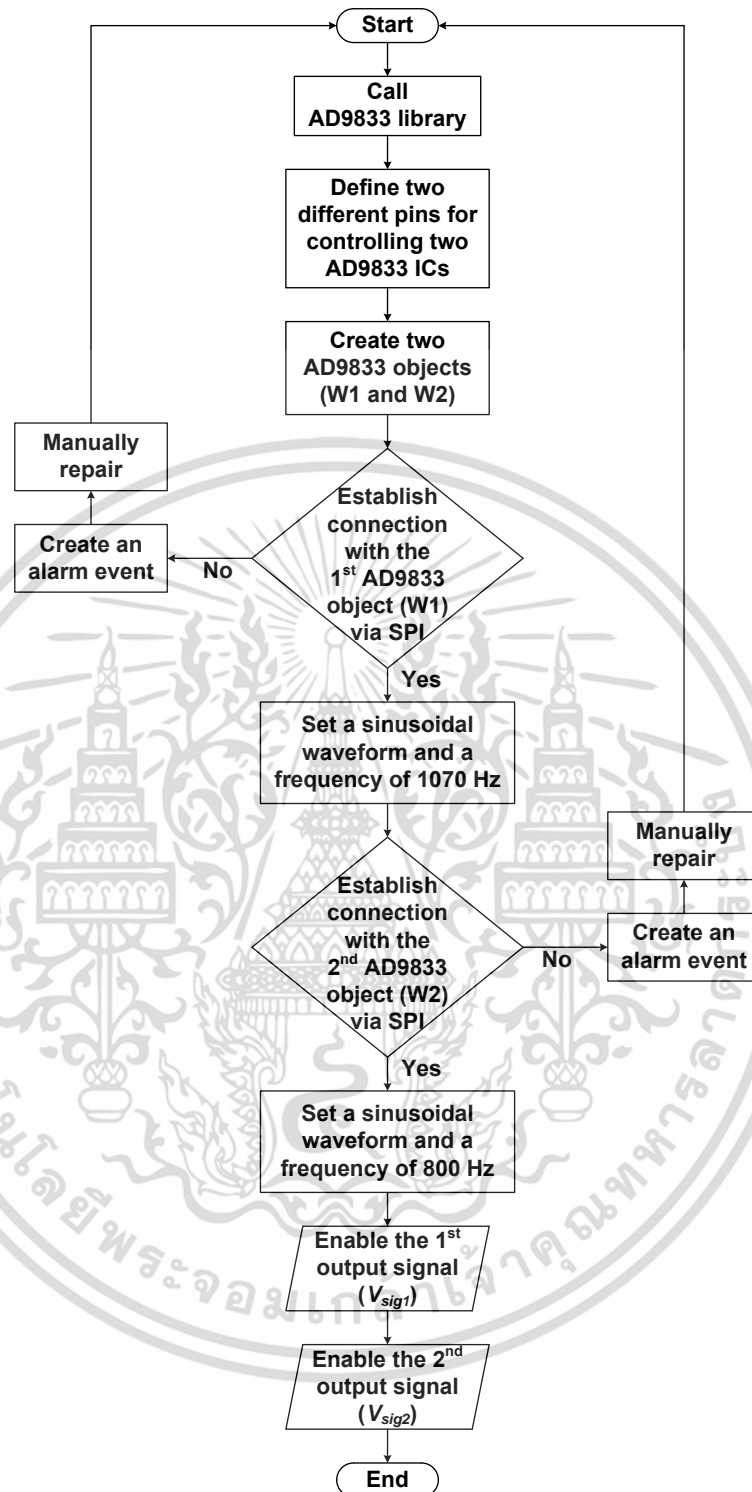 Start
Call
AD9833 library
Define two
different pins for
controlling two
AD9833 ICs
Create two
AD9833 objects
(W1 and W2)
Manually
repair
Create an
alarm event
No
Establish
connection
with the
1st AD9833
object (W1)
via SPI
Yes
Set a sinusoidal
waveform and a
frequency of 1070 Hz
Manually
repair
Create an
alarm event
No
Establish
connection
with the
2nd AD9833
object (W2)
via SPI
Yes
Set a sinusoidal
waveform and a
frequency of 800 Hz
Enable the 1st
output signal
(Vsig1)
Enable the 2nd
output signal
(Vsig2)
End